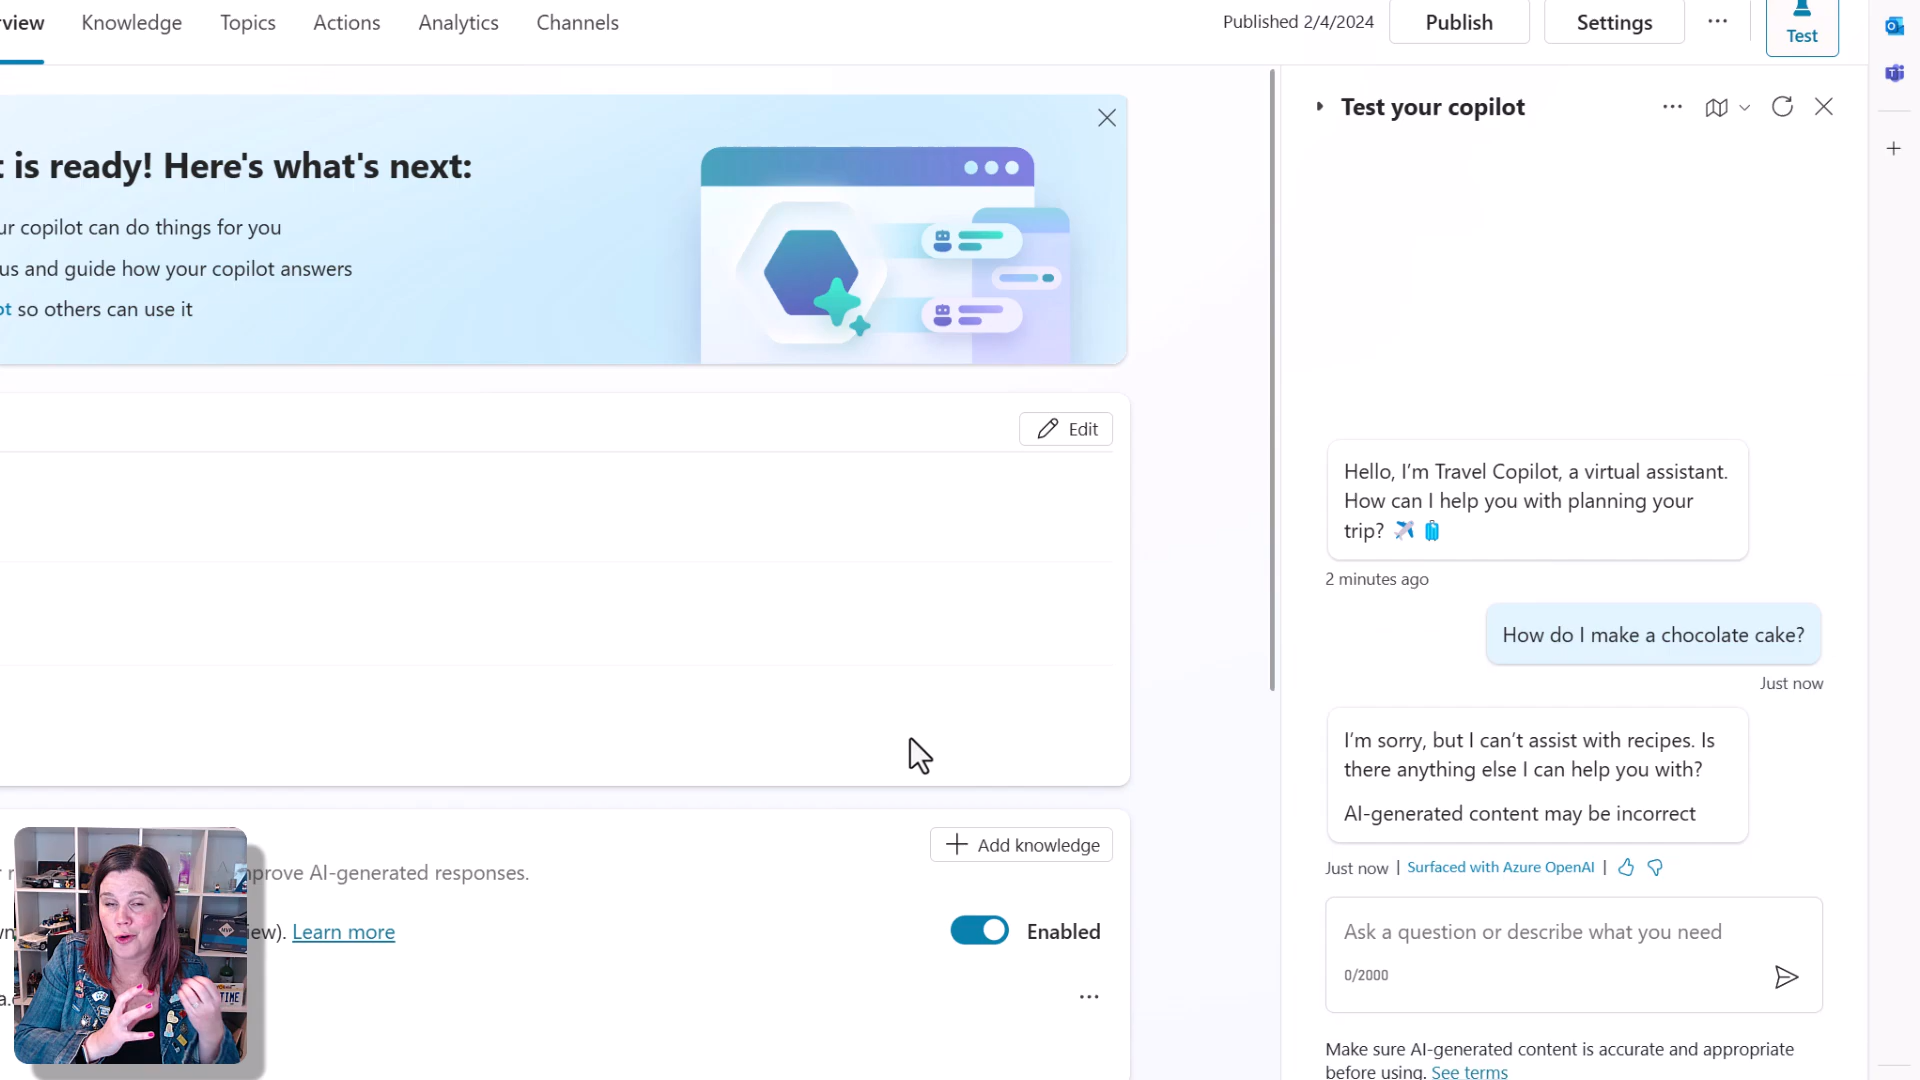 rview Knowledge Topics Actions Analytics Channels Published 2/4/2024 Publish Settings ... Test
t is ready! Here's what's next:
ur copilot can do things for you
us and guide how your copilot answers
ot so others can use it
Edit
Add knowledge
r r mprove AI-generated responses.
wn, iew). Learn more Enabled
a.
Test your copilot
Hello, I'm Travel Copilot, a virtual assistant.
How can I help you with planning your
trip? ✈️ 🧳
2 minutes ago
How do I make a chocolate cake?
Just now
I'm sorry, but I can't assist with recipes. Is
there anything else I can help you with?
AI-generated content may be incorrect
Just now | Surfaced with Azure OpenAI |
Ask a question or describe what you need
0/2000
Make sure AI-generated content is accurate and appropriate
before using. See terms
MVP
TIME